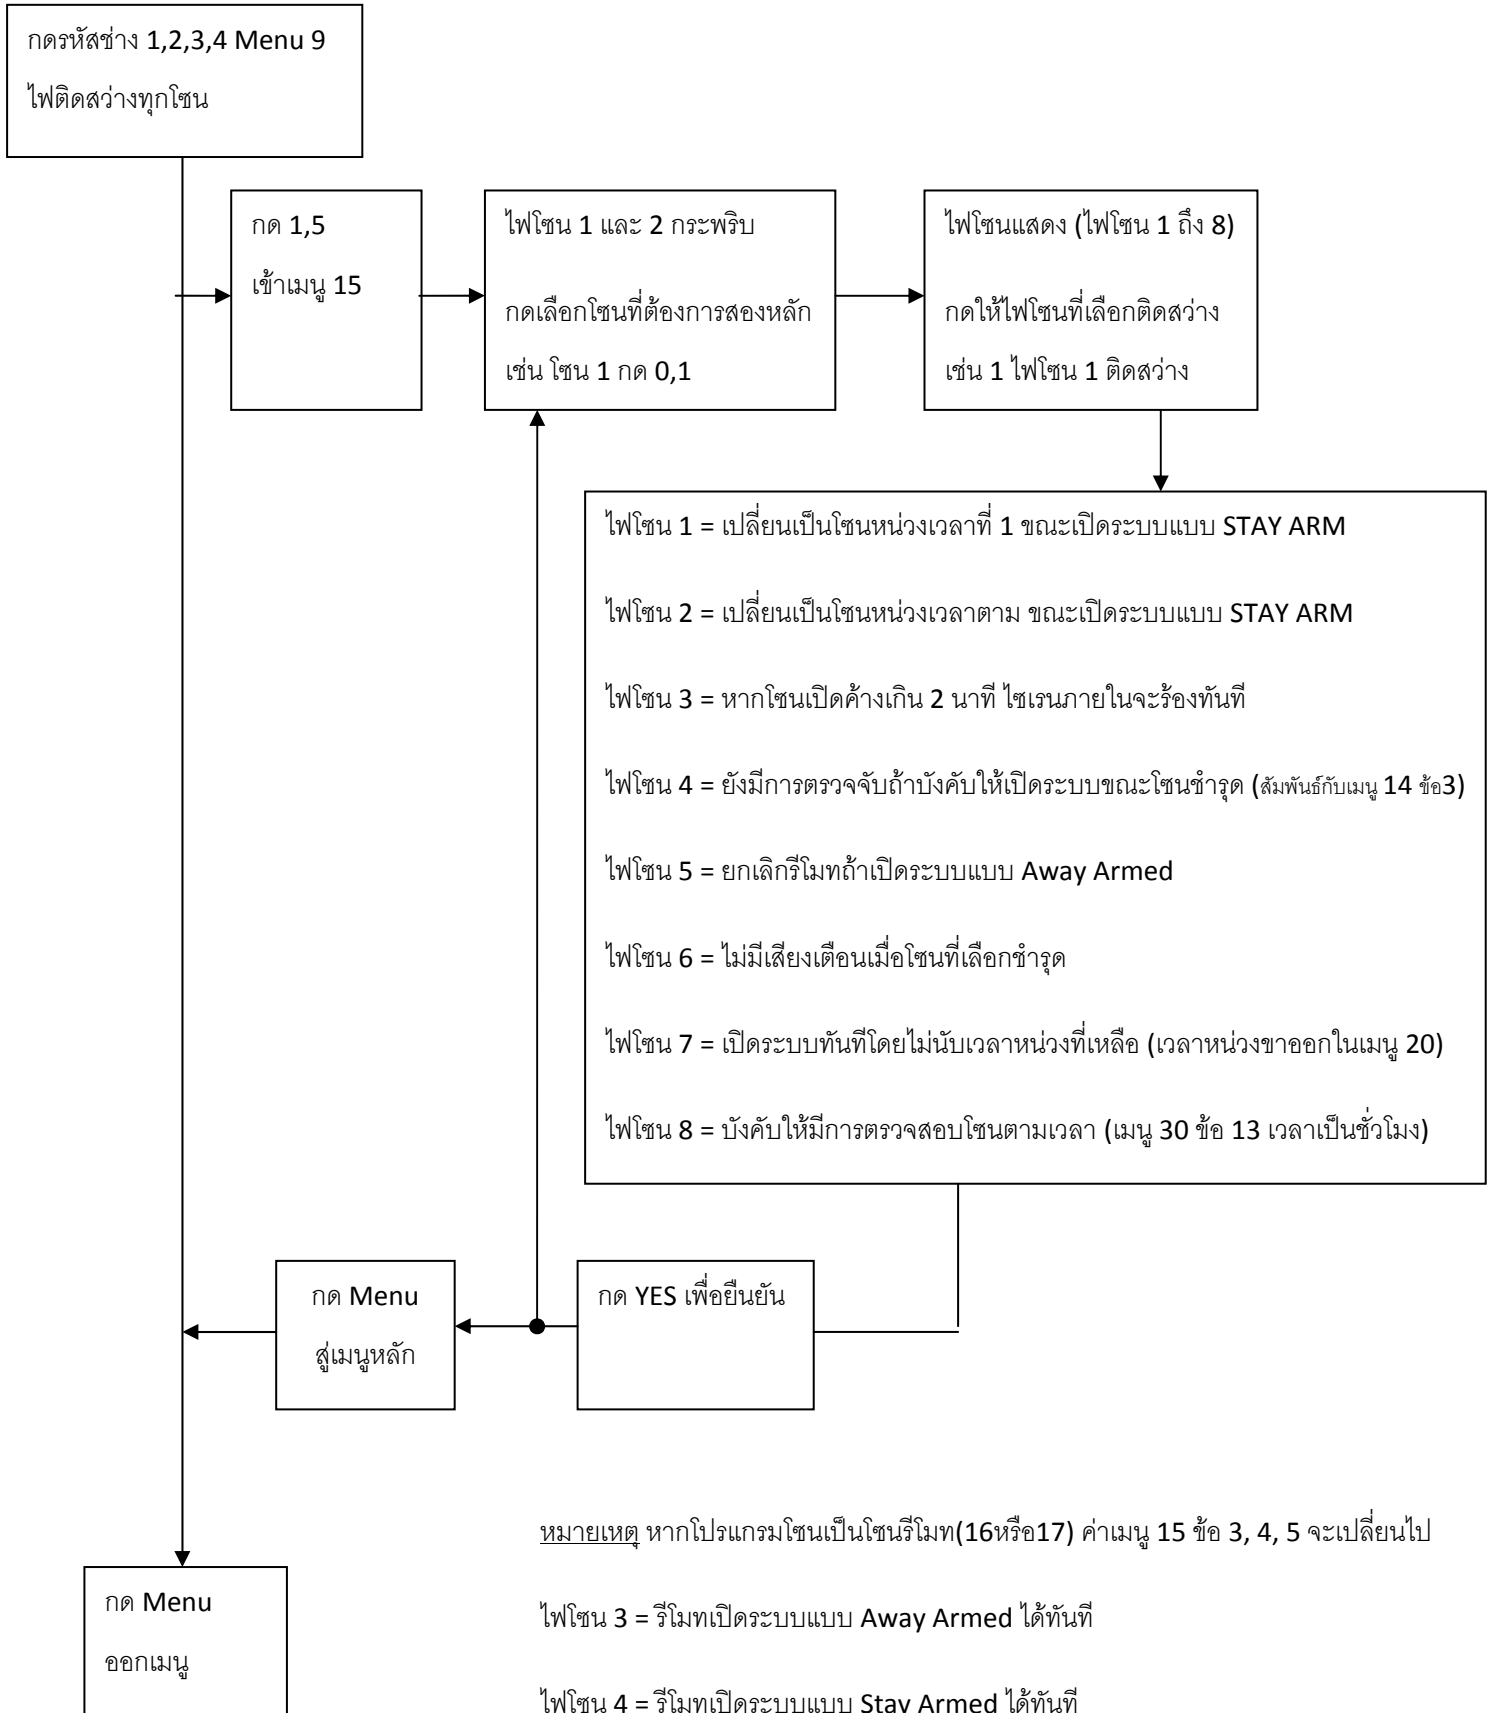 กดรหัสช่าง 1,2,3,4 Menu 9
ไฟติดสว่างทุกโซน
กด 1,5
เข้าเมนู 15
ไฟโซน 1 และ 2 กระพริบ
กดเลือกโซนที่ต้องการสองหลัก
เช่น โซน 1 กด 0,1
ไฟโซนแสดง (ไฟโซน 1 ถึง 8)
กดให้ไฟโซนที่เลือกติดสว่าง
เช่น 1 ไฟโซน 1 ติดสว่าง
ไฟโซน 1 = เปลี่ยนเป็นโซนหน่วงเวลาที่ 1 ขณะเปิดระบบแบบ STAY ARM
ไฟโซน 2 = เปลี่ยนเป็นโซนหน่วงเวลาตาม ขณะเปิดระบบแบบ STAY ARM
ไฟโซน 3 = หากโซนเปิดค้างเกิน 2 นาที ไซเรนภายในจะร้องทันที
ไฟโซน 4 = ยังมีการตรวจจับถ้าบังคับให้เปิดระบบขณะโซนชำรุด (สัมพันธ์กับเมนู 14 ข้อ3)
ไฟโซน 5 = ยกเลิกรีโมทถ้าเปิดระบบแบบ Away Armed
ไฟโซน 6 = ไม่มีเสียงเตือนเมื่อโซนที่เลือกชำรุด
ไฟโซน 7 = เปิดระบบทันทีโดยไม่นับเวลาหน่วงที่เหลือ (เวลาหน่วงขาออกในเมนู 20)
ไฟโซน 8 = บังคับให้มีการตรวจสอบโซนตามเวลา (เมนู 30 ข้อ 13 เวลาเป็นชั่วโมง)
กด Menu
สู่เมนูหลัก
กด YES เพื่อยืนยัน
หมายเหตุ หากโปรแกรมโซนเป็นโซนรีโมท(16หรือ17) ค่าเมนู 15 ข้อ 3, 4, 5 จะเปลี่ยนไป
กด Menu
ออกเมนู
ไฟโซน 3 = รีโมทเปิดระบบแบบ Away Armed ได้ทันที
ไฟโซน 4 = รีโมทเปิดระบบแบบ Stay Armed ได้ทันที